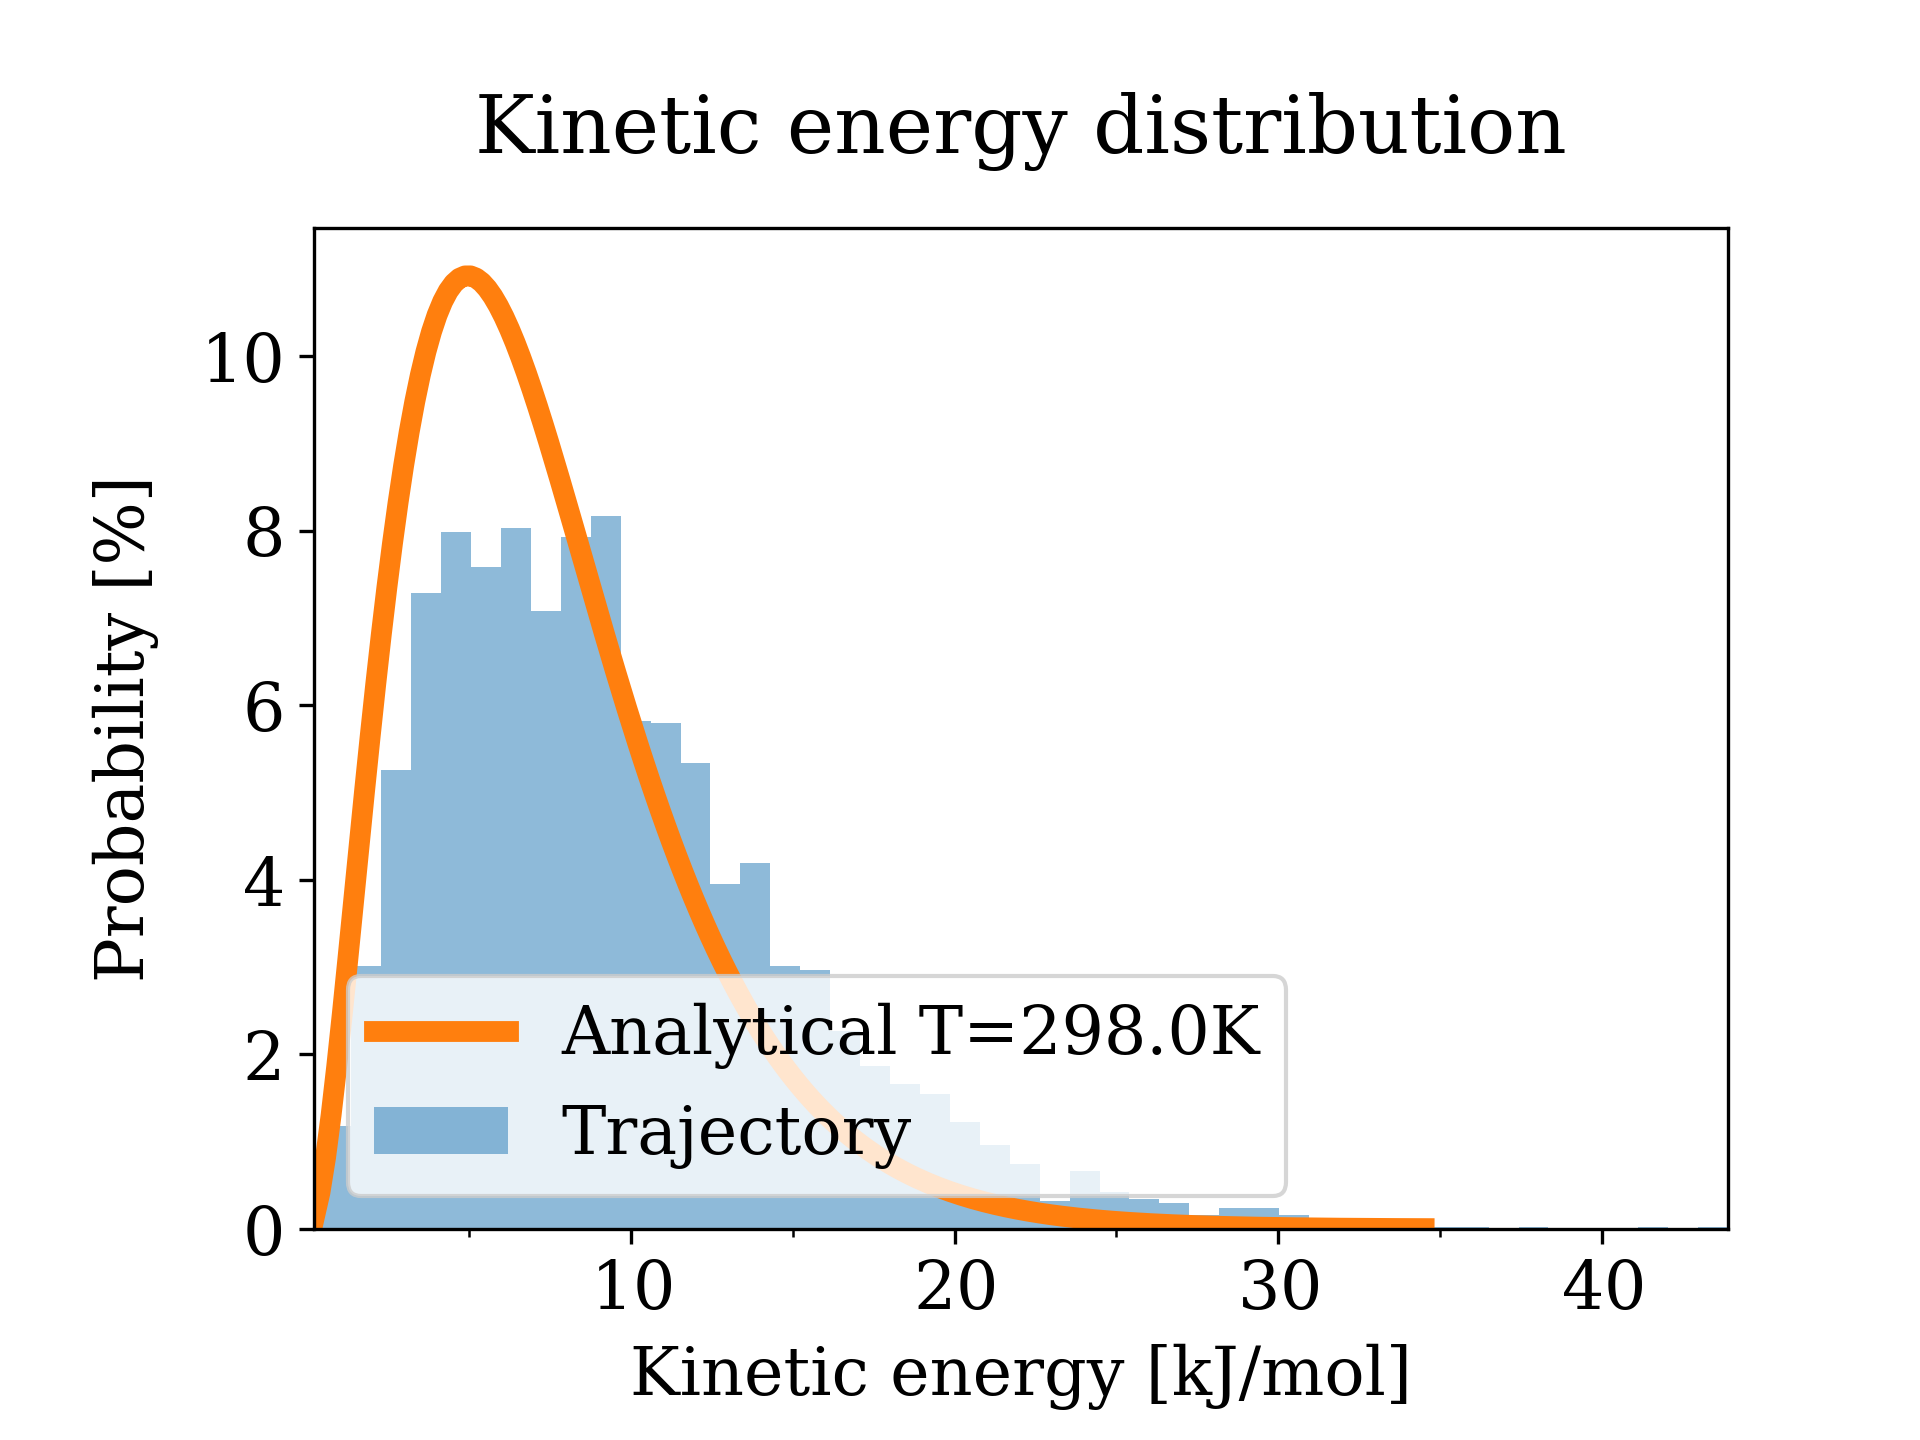 Kinetic energy distribution
Probability [%]
10
8
6
4
2
0
Analytical T=298.0K
Trajectory
10 20 30 40
Kinetic energy [kJ/mol]